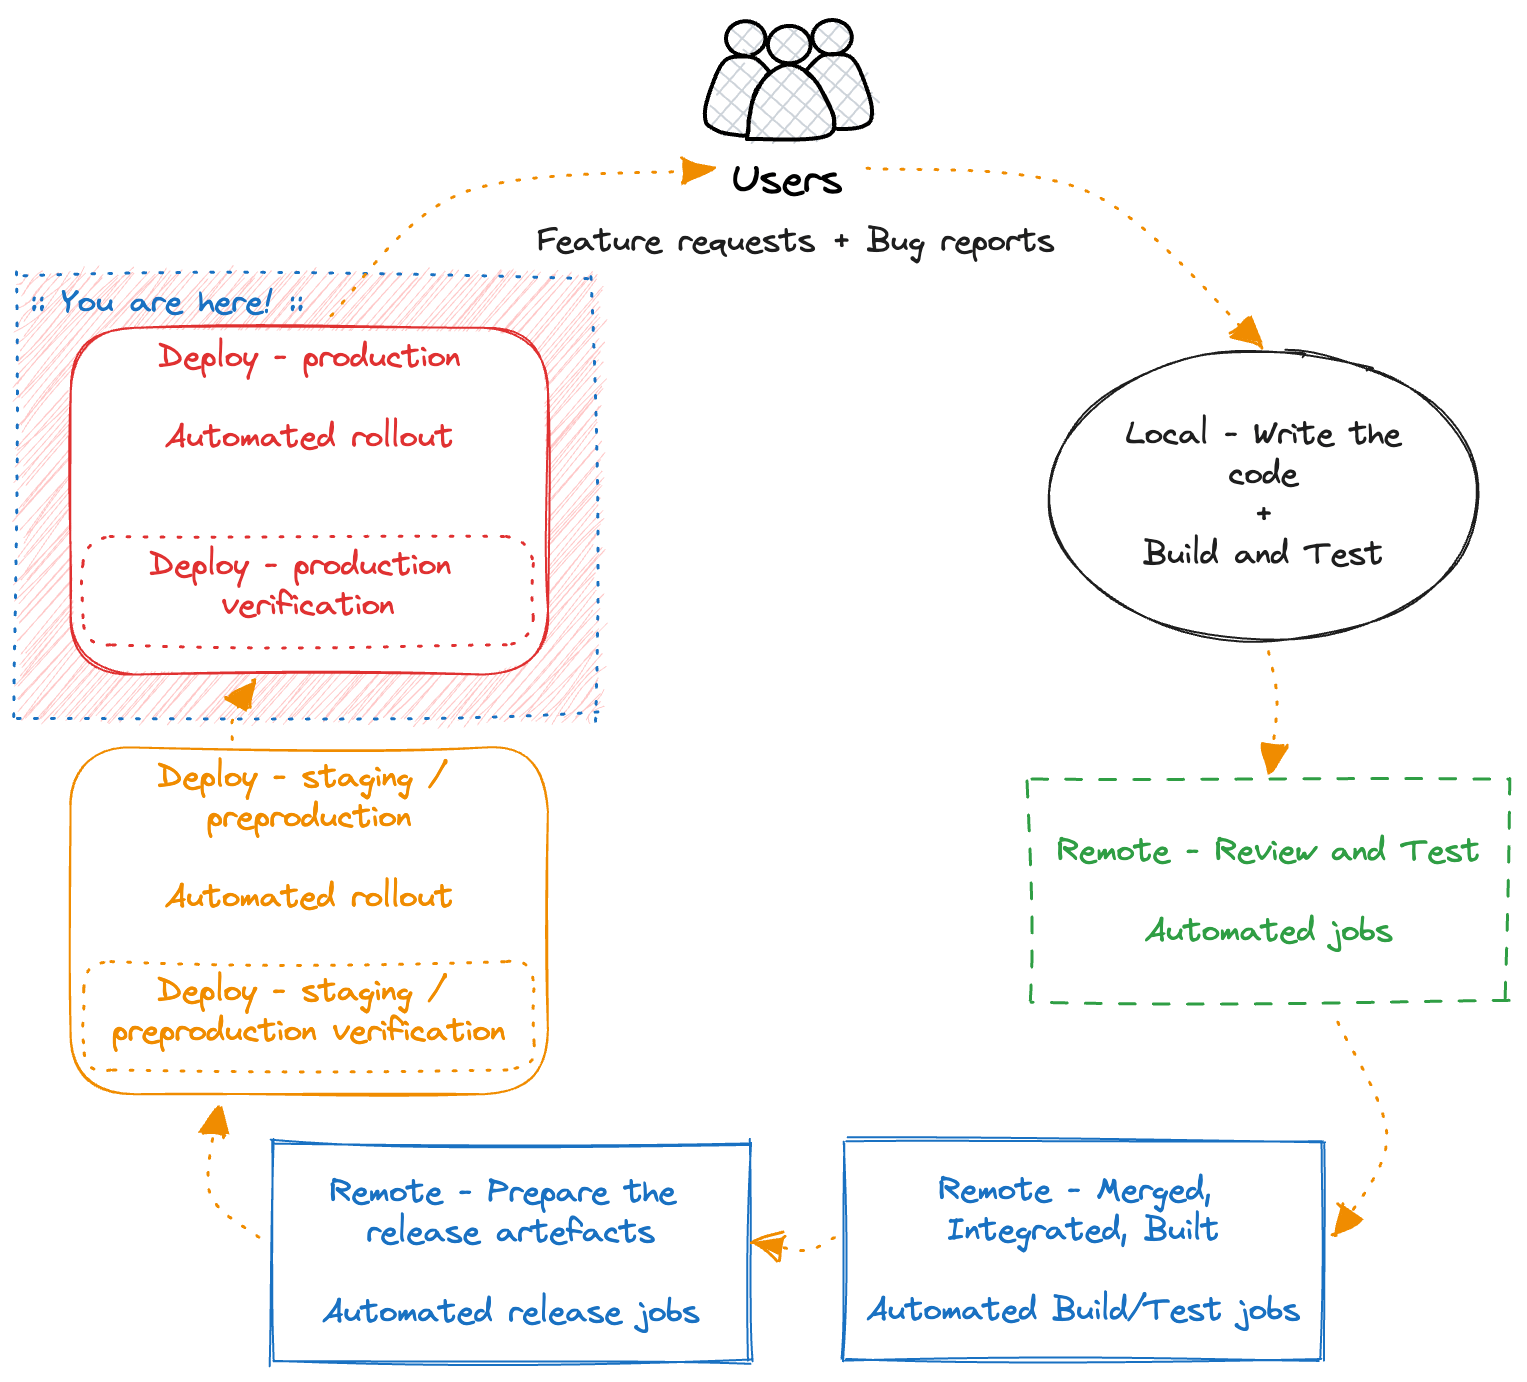 Users
Feature requests + Bug reports
:: You are here! ::
Deploy - production
Automated rollout
Deploy - production
verification
Local - Write the
code
+
Build and Test
Deploy - staging /
preproduction
Automated rollout
Deploy - staging /
preproduction verification
Remote - Review and Test
Automated jobs
Remote - Prepare the
release artefacts
Automated release jobs
Remote - Merged,
Integrated, Built
Automated Build/Test jobs